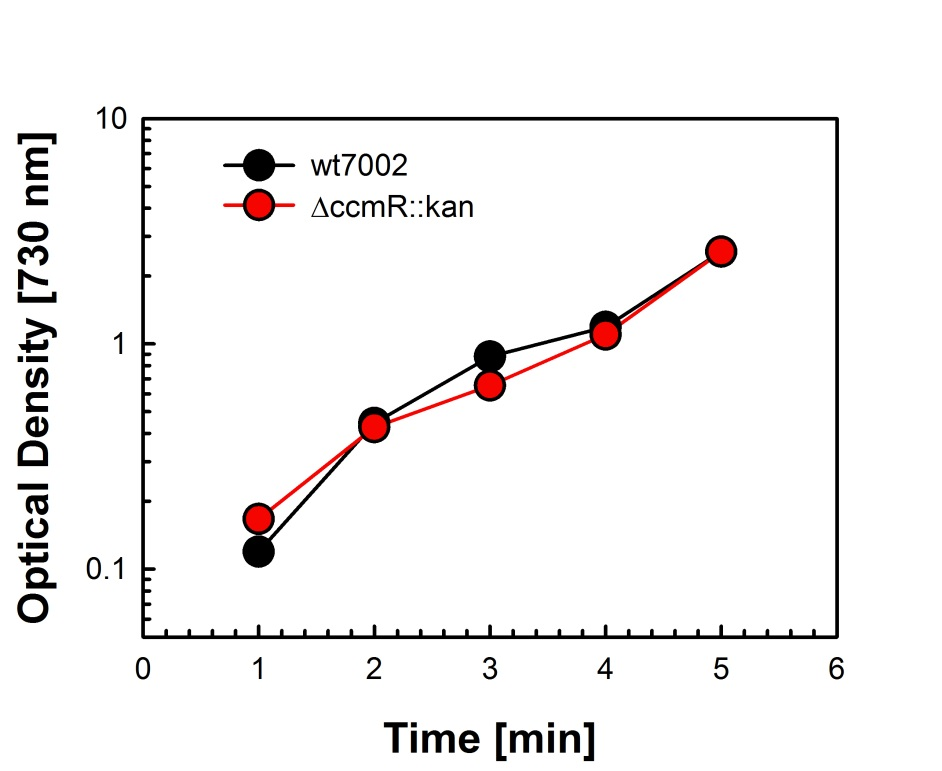 10
1
0.1
Optical Density [730 nm]
wt7002
ΔccmR::kan
0 1 2 3 4 5 6
Time [min]